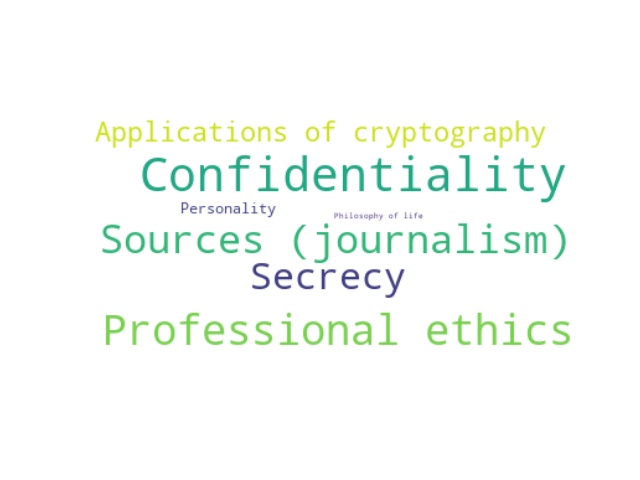 Applications of cryptography
Confidentiality
Personality
Philosophy of life
Sources (journalism)
Secrecy
Professional ethics